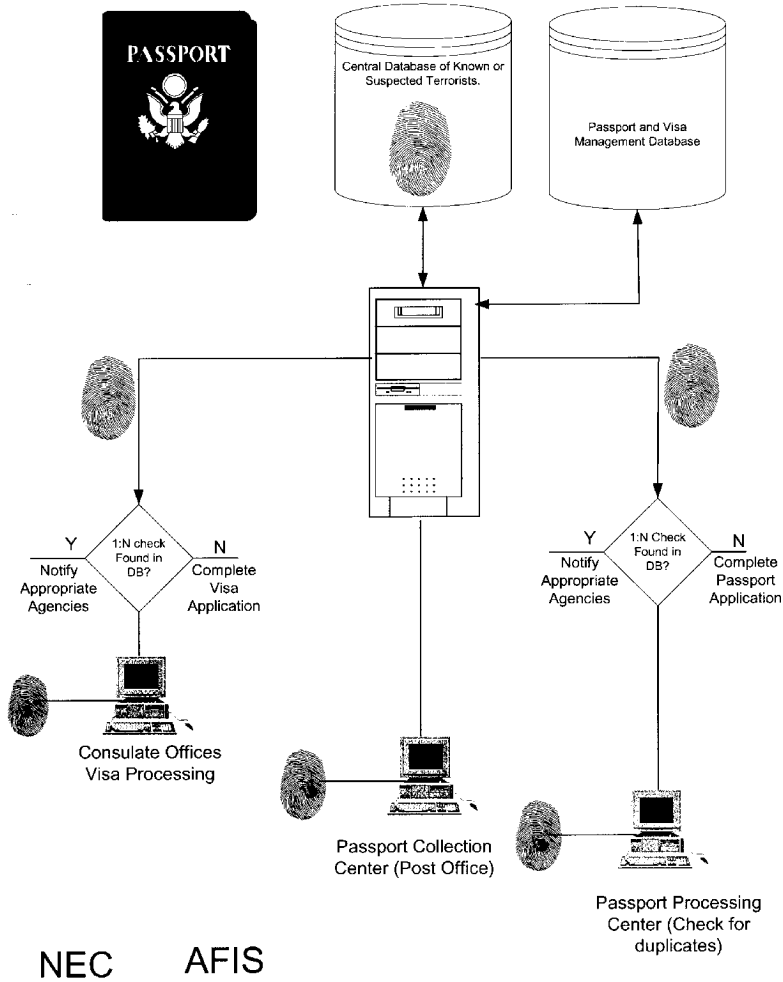 PASSPORT
Central Database of Known or
Suspected Terrorists.
Passport and Visa
Management Database
Y
1:N check
Found in
DB?
N
Notify
Appropriate
Agencies
Complete
Visa
Application
Y
1:N Check
Found in
DB?
N
Notify
Appropriate
Agencies
Complete
Passport
Application
Consulate Offices
Visa Processing
Passport Collection
Center (Post Office)
Passport Processing
Center (Check for
duplicates)
NEC AFIS